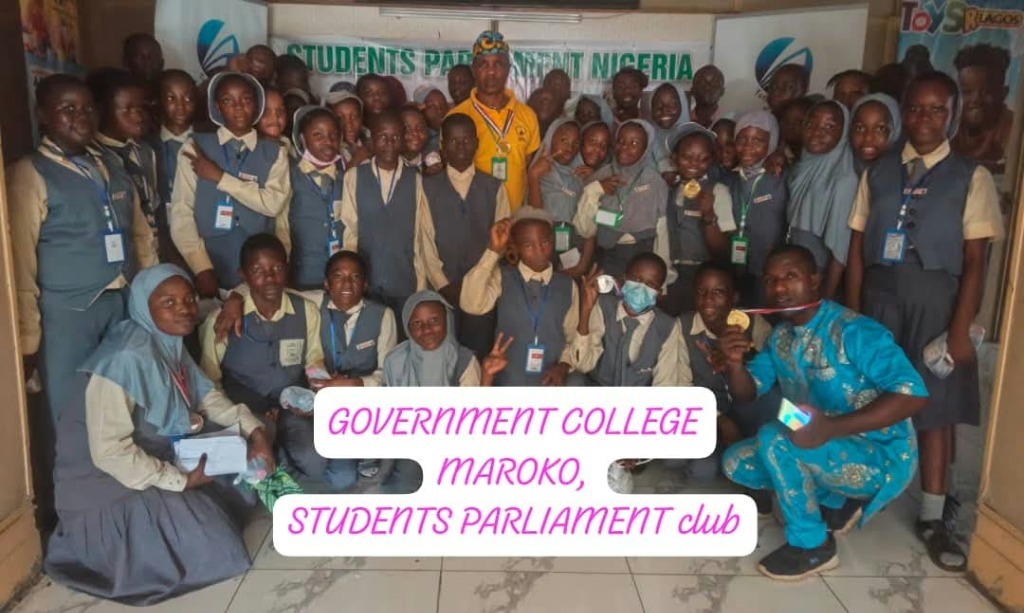 STUDENTS PARLIAMENT NIGERIA
TOYS R LAGOS
GOVERNMENT COLLEGE
MAROKO,
STUDENTS PARLIAMENT club